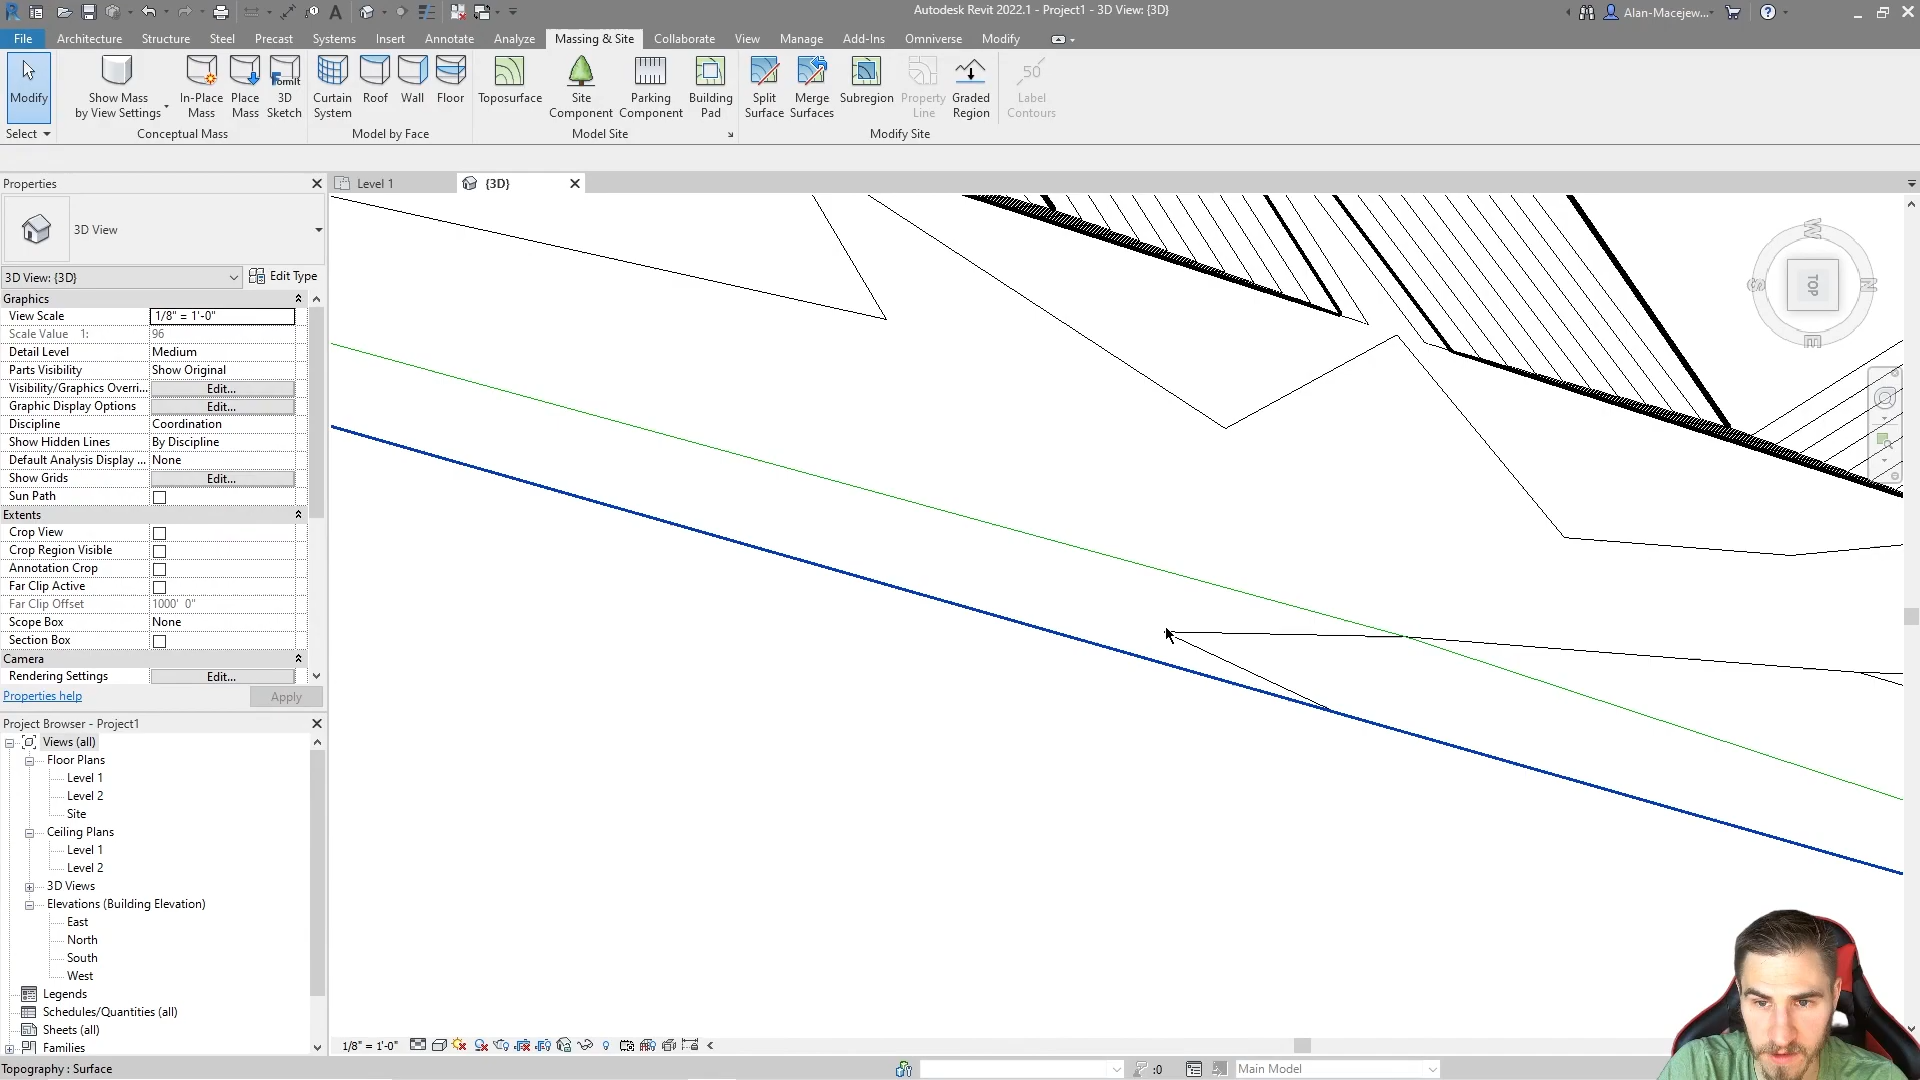 Autodesk Revit 2022.1 - Project1 - 3D View: {3D}
Alan-Macejew...
File Architecture Structure Steel Precast Systems Insert Annotate Analyze Massing & Site Collaborate View Manage Add-Ins Omniverse Modify
Modify
Show Mass by View Settings
In-Place Mass
Place Mass
FormIt 3D Sketch
Curtain System
Roof
Wall
Floor
Toposurface
Site Component
Parking Component
Building Pad
Split Surface
Merge Surfaces
Subregion
Property Line
Graded Region
50
Label Contours
Select Conceptual Mass Model by Face Model Site Modify Site
Properties
Level 1
{3D}
3D View
3D View: {3D}
Edit Type
Graphics
View Scale 1/8" = 1'-0"
Scale Value 1: 96
Detail Level Medium
Parts Visibility Show Original
Visibility/Graphics Overri... Edit...
Graphic Display Options Edit...
Discipline Coordination
Show Hidden Lines By Discipline
Default Analysis Display ... None
Show Grids Edit...
Sun Path
Extents
Crop View
Crop Region Visible
Annotation Crop
Far Clip Active
Far Clip Offset 1000' 0"
Scope Box None
Section Box
Camera
Rendering Settings Edit...
Properties help
Apply
Project Browser - Project1
Views (all)
Floor Plans
Level 1
Level 2
Site
Ceiling Plans
Level 1
Level 2
3D Views
Elevations (Building Elevation)
East
North
South
West
Legends
Schedules/Quantities (all)
Sheets (all)
Families
W
S
TOP
N
E
1/8" = 1'-0"
Topography : Surface
:0
Main Model